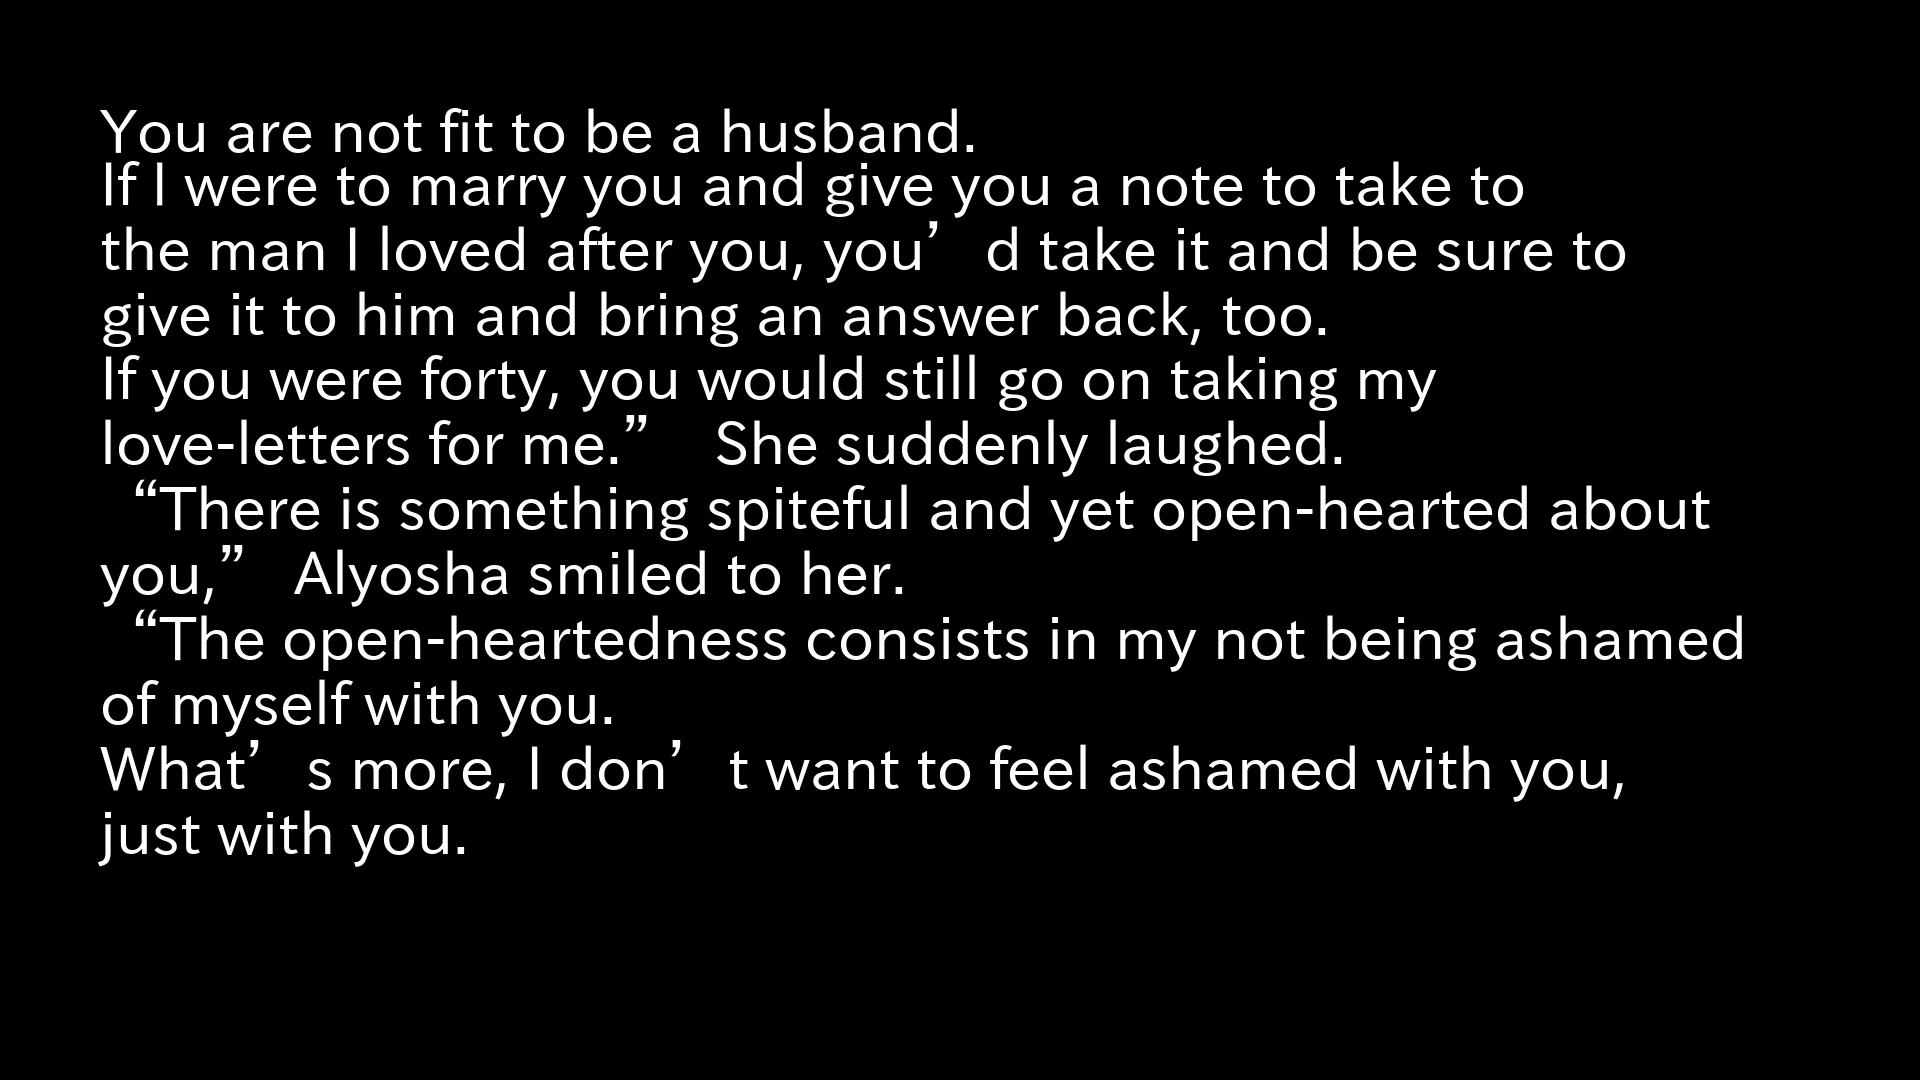 You are not fit to be a husband.
If I were to marry you and give you a note to take to
the man I loved after you, you’d take it and be sure to
give it to him and bring an answer back, too.
If you were forty, you would still go on taking my
love-letters for me.” She suddenly laughed.
“There is something spiteful and yet open-hearted about
you,” Alyosha smiled to her.
“The open-heartedness consists in my not being ashamed
of myself with you.
What’s more, I don’t want to feel ashamed with you,
just with you.